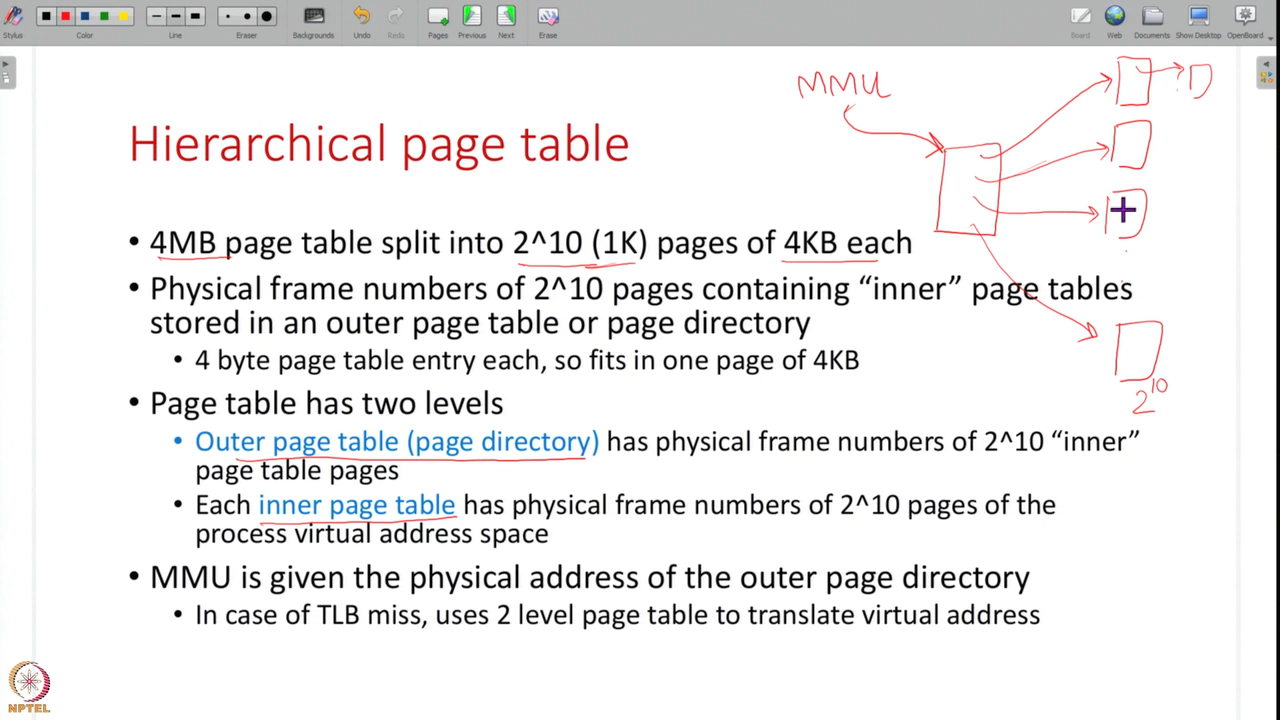 Stylus
Color
Line
Eraser
Backgrounds
Undo
Redo
Pages
Previous
Next
Erase
Board
Web
Documents
Show Desktop
OpenBoard
MMU
D
Hierarchical page table
• 4MB page table split into 2^10 (1K) pages of 4KB each
• Physical frame numbers of 2^10 pages containing “inner” page tables
stored in an outer page table or page directory
• 4 byte page table entry each, so fits in one page of 4KB
2^10
• Page table has two levels
• Outer page table (page directory) has physical frame numbers of 2^10 “inner”
page table pages
• Each inner page table has physical frame numbers of 2^10 pages of the
process virtual address space
• MMU is given the physical address of the outer page directory
• In case of TLB miss, uses 2 level page table to translate virtual address
NPTEL